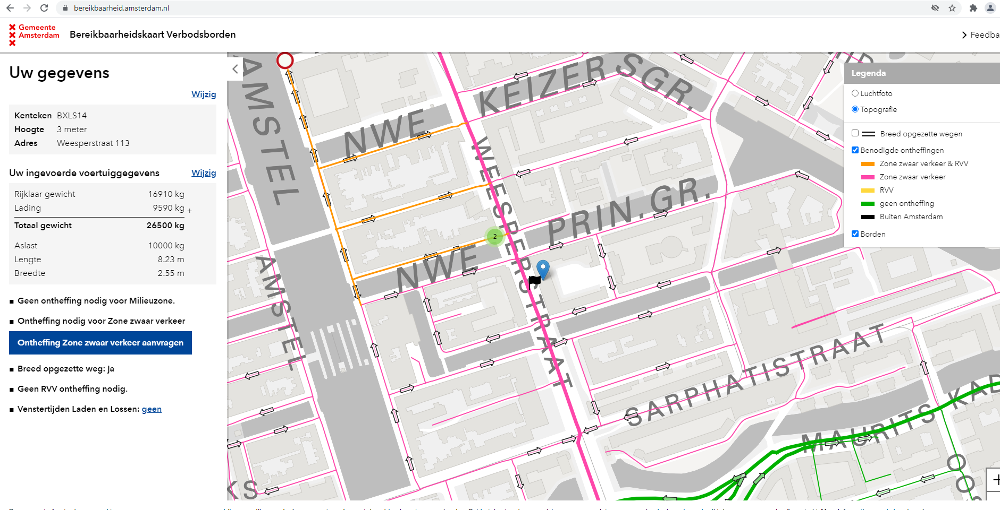 bereikbaarheid.amsterdam.nl
Gemeente
Amsterdam
Bereikbaarheidskaart Verbodsborden
Feedba
Uw gegevens
Wijzig
Kenteken BXLS14
Hoogte 3 meter
Adres Weesperstraat 113
Uw ingevoerde voertuiggegevens Wijzig
Rijklaar gewicht 16910 kg
Lading 9590 kg +
Totaal gewicht 26500 kg
Aslast 10000 kg
Lengte 8.23 m
Breedte 2.55 m
Geen ontheffing nodig voor Milieuzone.
Ontheffing nodig voor Zone zwaar verkeer
Ontheffing Zone zwaar verkeer aanvragen
Breed opgezette weg: ja
Geen RVV ontheffing nodig.
Venstertijden Laden en Lossen: geen
AMSTEL
AMSTEL
NWE
KEIZERSGR.
WEESPERSTRAAT
NWE
PRIN.GR.
2
SARPHATISTRAAT
MAURITS KAD
KS
OO
Legenda
Luchtfoto
Topografie
Breed opgezette wegen
Benodigde ontheffingen
Zone zwaar verkeer & RVV
Zone zwaar verkeer
RVV
geen ontheffing
Buiten Amsterdam
Borden
+